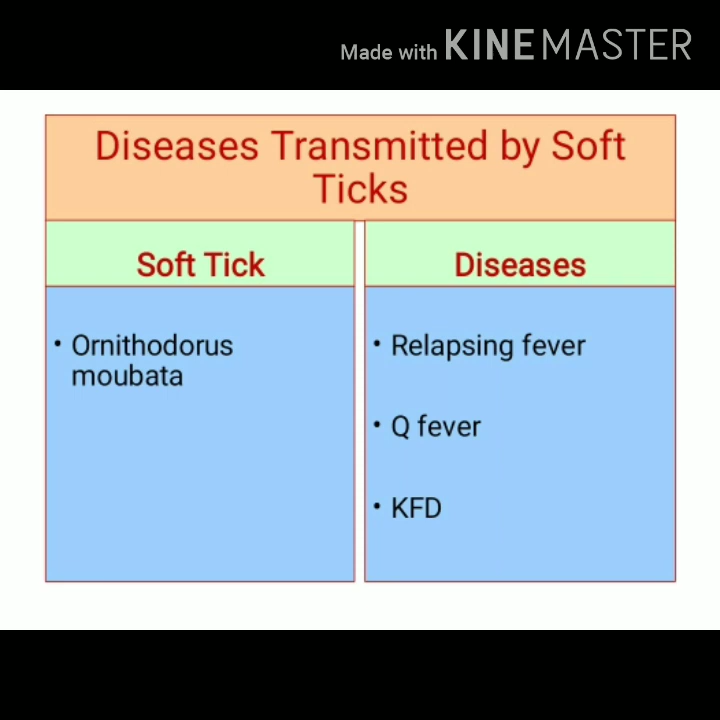 Made with KINEMASTER
Diseases Transmitted by Soft
Ticks
Soft Tick
Diseases
• Ornithodorus
moubata
• Relapsing fever
• Q fever
• KFD